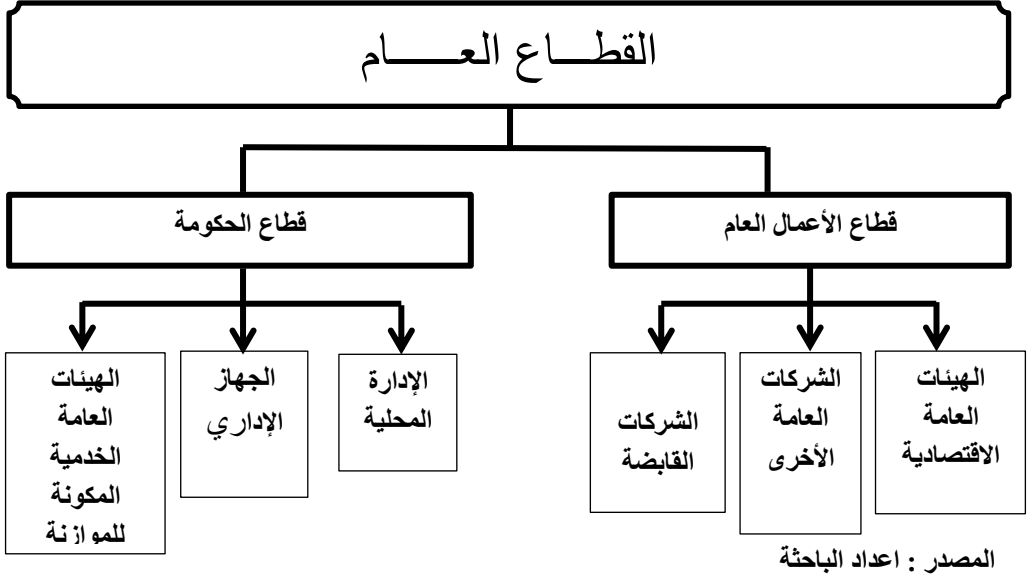 القطـــاع العـــــام
قطاع الأعمال العام
قطاع الحكومة
الهيئات
العامة
الاقتصادية
الشركات
العامة
الأخرى
الشركات
القابضة
الإدارة
المحلية
الجهاز
الإداري
الهيئات
العامة
الخدمية
المكونة
للموازنة
المصدر : اعداد الباحثة